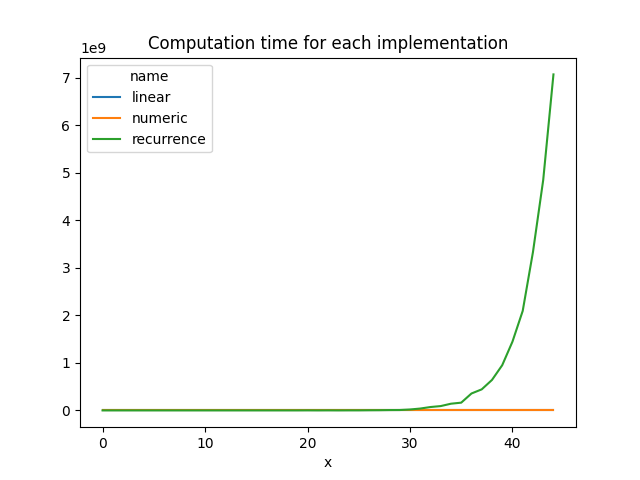 Computation time for each implementation
1e9
name
linear
numeric
recurrence
7
6
5
4
3
2
1
0
0 10 20 30 40
x